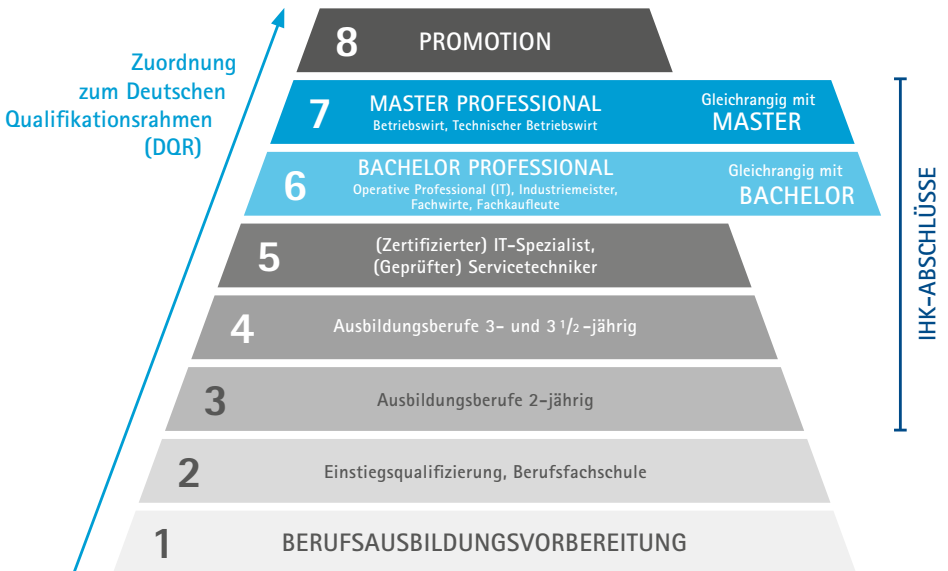 Zuordnung
zum Deutschen
Qualifikationsrahmen
(DQR)
8 PROMOTION
7 MASTER PROFESSIONAL
Betriebswirt, Technischer Betriebswirt
Gleichrangig mit
MASTER
6 BACHELOR PROFESSIONAL
Operative Professional (IT), Industriemeister,
Fachwirte, Fachkaufleute
Gleichrangig mit
BACHELOR
5 (Zertifizierter) IT-Spezialist,
(Geprüfter) Servicetechniker
4 Ausbildungsberufe 3- und 3 1/2 -jährig
3 Ausbildungsberufe 2-jährig
2 Einstiegsqualifizierung, Berufsfachschule
1 BERUFSAUSBILDUNGSVORBEREITUNG
IHK-ABSCHLÜSSE